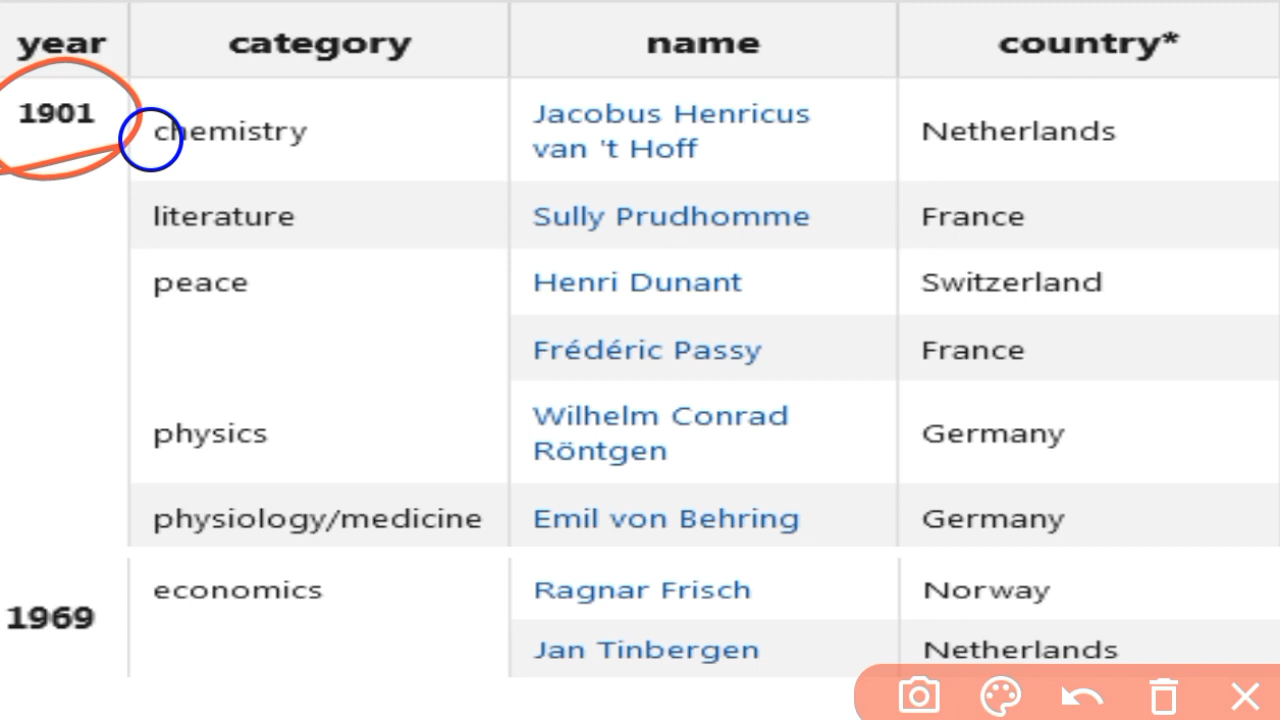 year category name country*
1901 chemistry Jacobus Henricus van 't Hoff Netherlands
literature Sully Prudhomme France
peace Henri Dunant Switzerland
Frédéric Passy France
physics Wilhelm Conrad Röntgen Germany
physiology/medicine Emil von Behring Germany
1969 economics Ragnar Frisch Norway
Jan Tinbergen Netherlands